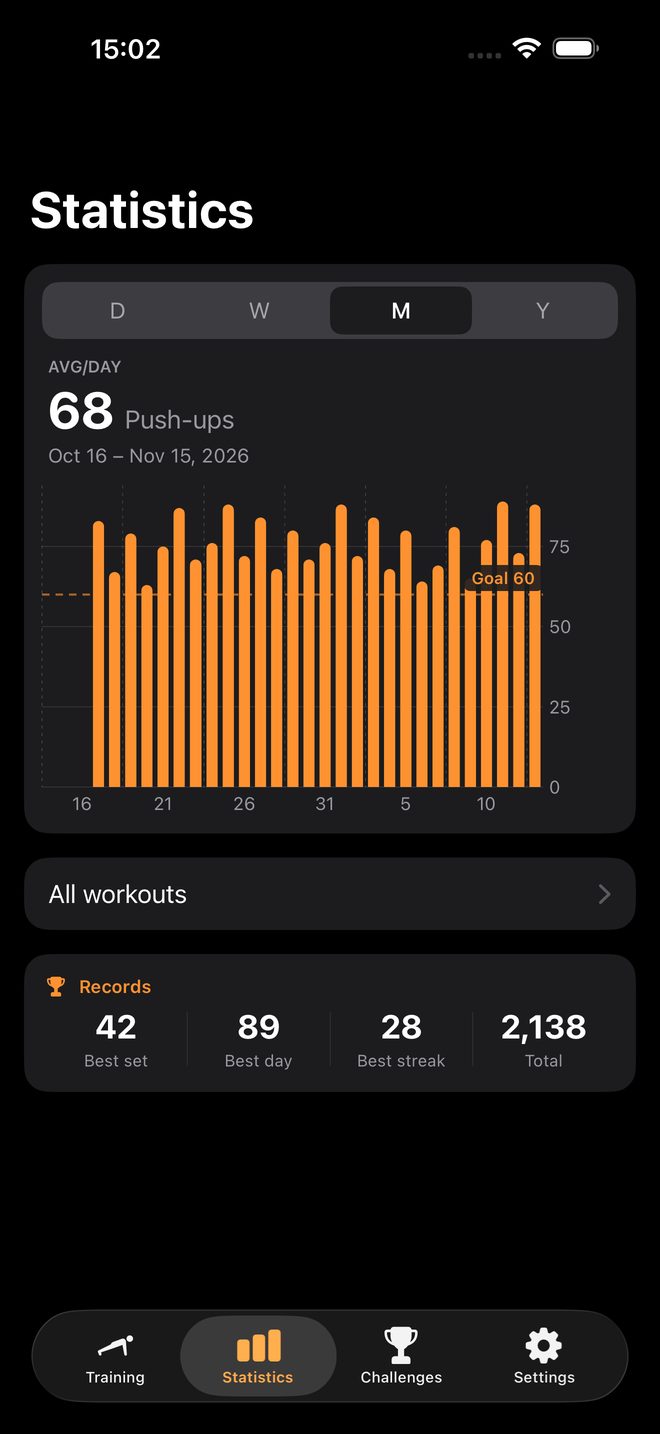 15:02
Statistics
D W M Y
AVG/DAY
68 Push-ups
Oct 16 – Nov 15, 2026
75
Goal 60
50
25
0
16 21 26 31 5 10
All workouts
Records
42 89 28 2,138
Best set Best day Best streak Total
Training Statistics Challenges Settings